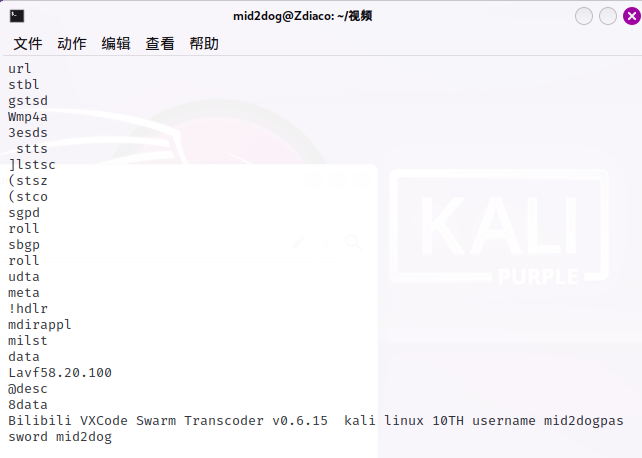 mid2dog@Zdiaco: ~/视频
文件 动作 编辑 查看 帮助
url
stbl
gstsd
Wmp4a
3esds
 stts
]lstsc
(stsz
(stco
sgpd
roll
sbgp
roll
udta
meta
!hdlr
mdirappl
milst
data
Lavf58.20.100
@desc
8data
Bilibili VXCode Swarm Transcoder v0.6.15  kali linux 10TH username mid2dogpas
sword mid2dog
KALI
PURPLE